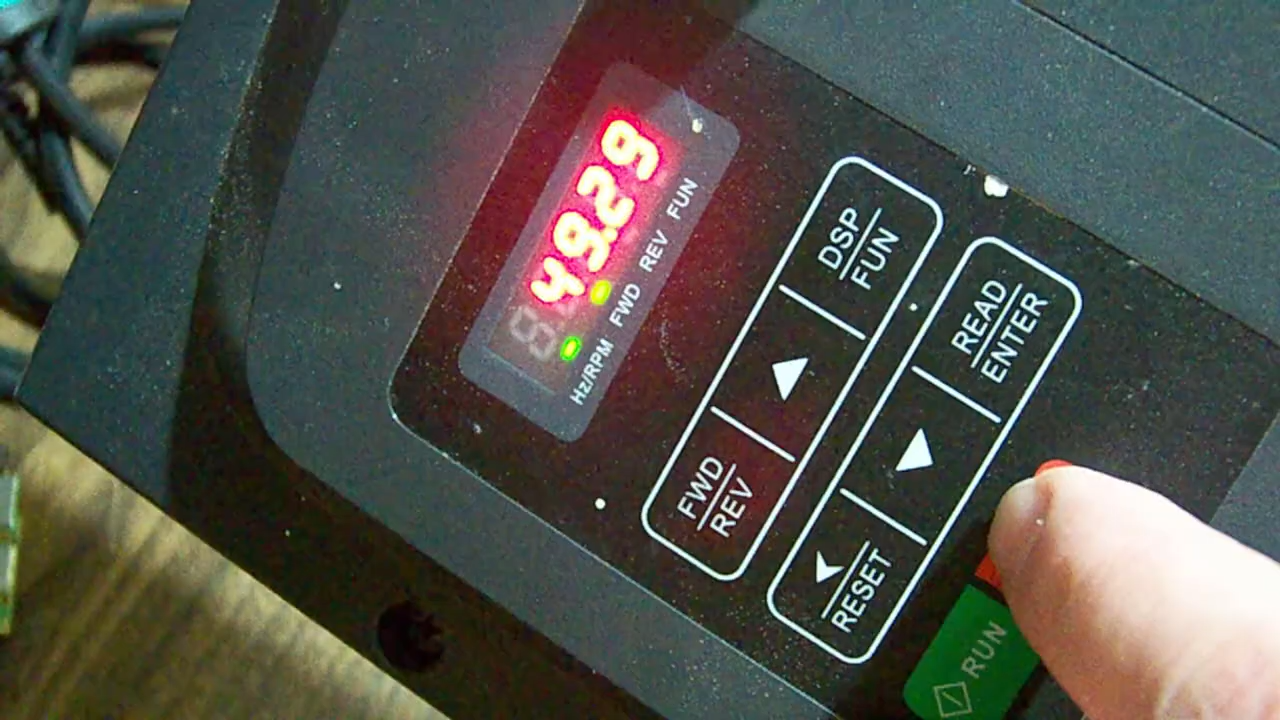 49.29
Hz/RPM FWD REV FUN
FWD DSP
REV FUN
READ
RESET ENTER
RUN